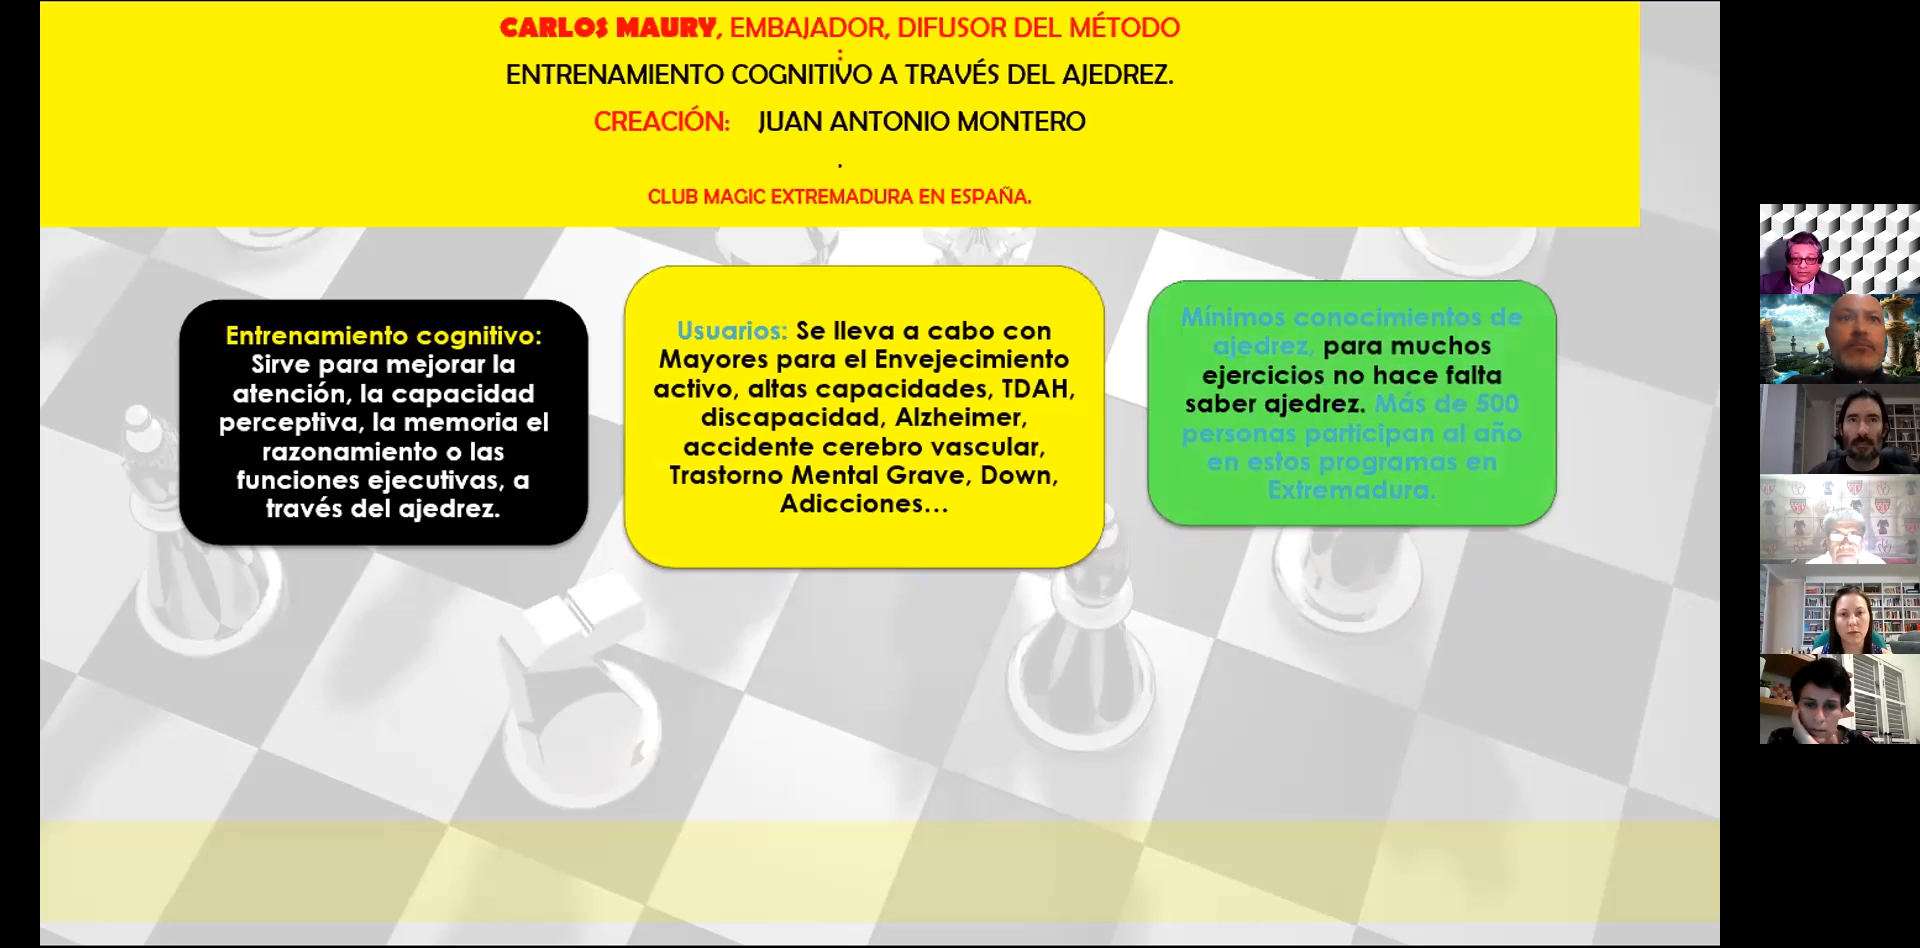 CARLOS MAURY, EMBAJADOR, DIFUSOR DEL MÉTODO
:
ENTRENAMIENTO COGNITIVO A TRAVÉS DEL AJEDREZ.
CREACIÓN: JUAN ANTONIO MONTERO
.
CLUB MAGIC EXTREMADURA EN ESPAÑA.
Entrenamiento cognitivo:
Sirve para mejorar la
atención, la capacidad
perceptiva, la memoria el
razonamiento o las
funciones ejecutivas, a
través del ajedrez.
Usuarios: Se lleva a cabo con
Mayores para el Envejecimiento
activo, altas capacidades, TDAH,
discapacidad, Alzheimer,
accidente cerebro vascular,
Trastorno Mental Grave, Down,
Adicciones...
Mínimos conocimientos de
ajedrez, para muchos
ejercicios no hace falta
saber ajedrez. Más de 500
personas participan al año
en estos programas en
Extremadura.